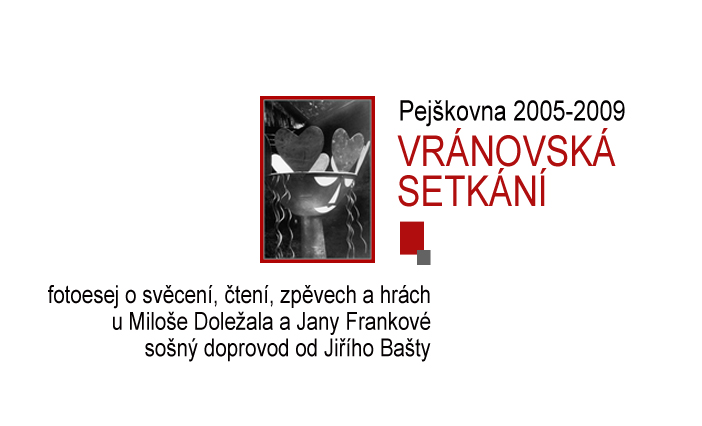 Pejškovna 2005-2009
VRÁNOVSKÁ
SETKÁNÍ
fotoesej o svěcení, čtení, zpěvech a hrách
u Miloše Doležala a Jany Frankové
sošný doprovod od Jiřího Bašty